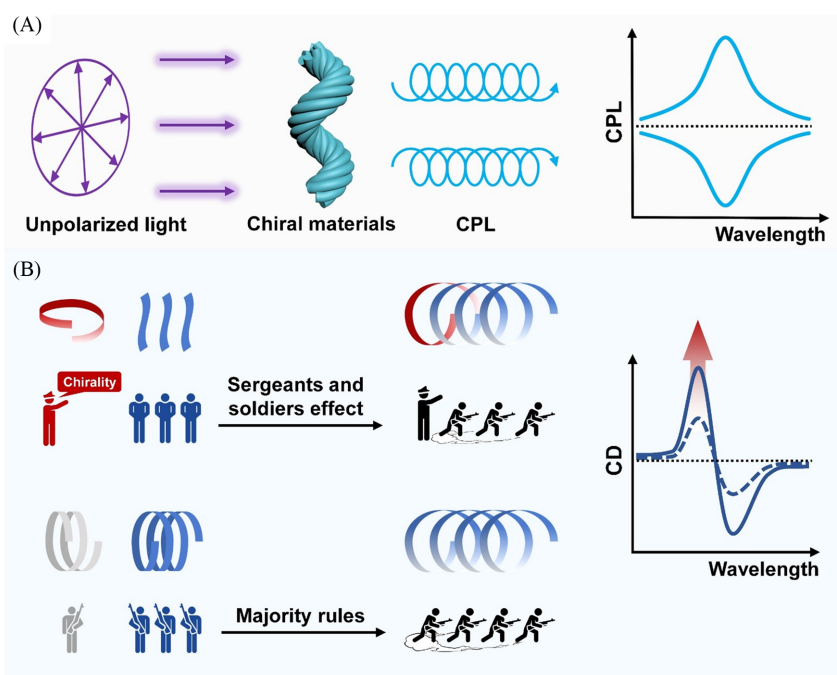 (A)
Unpolarized light
Chiral materials
CPL
CPL
Wavelength
(B)
Chirality
Sergeants and
soldiers effect
Majority rules
CD
Wavelength